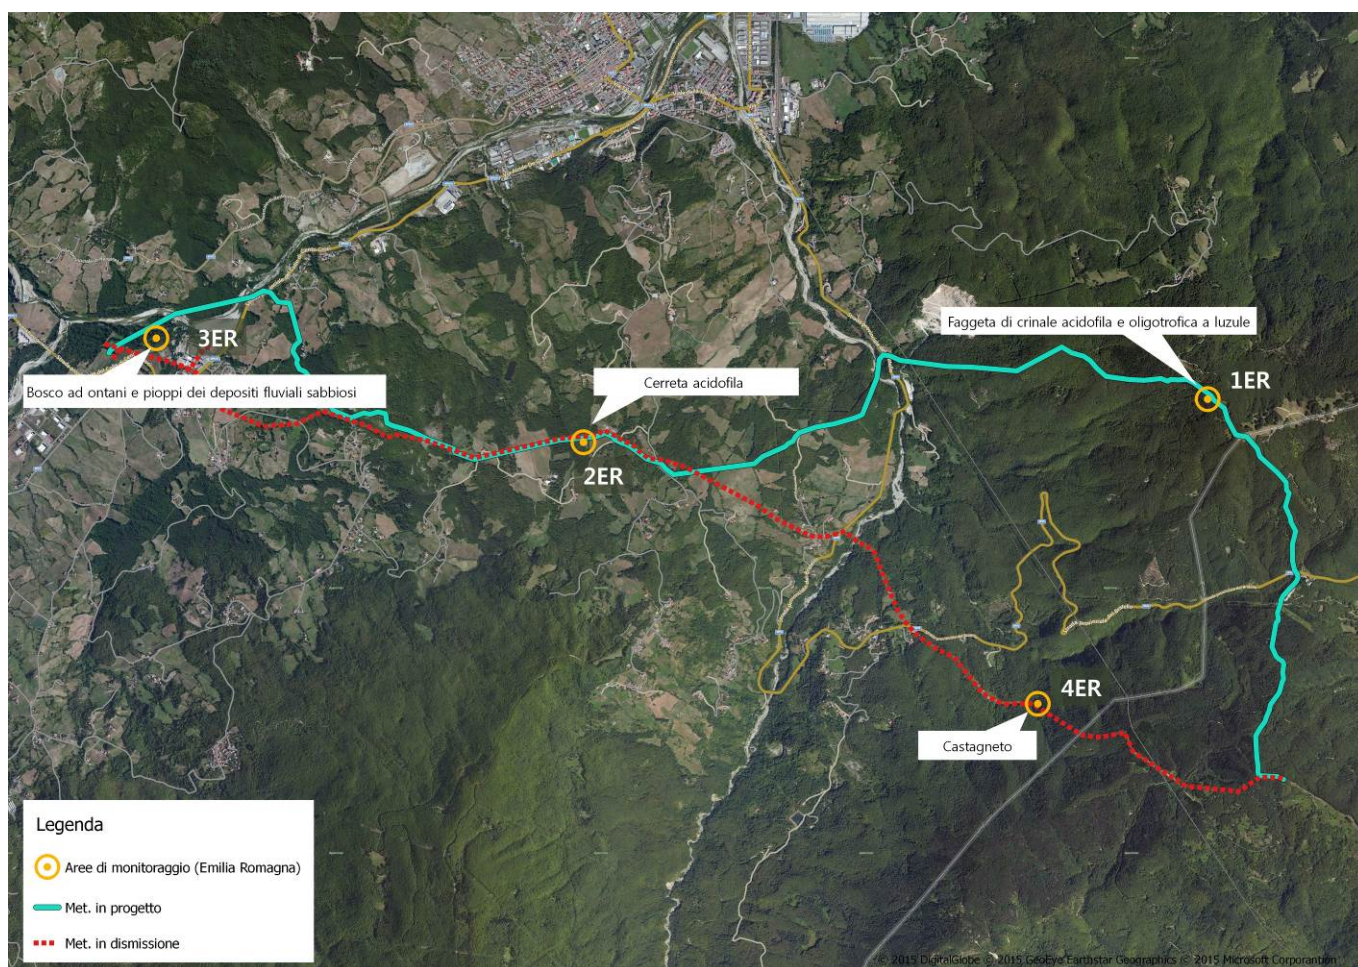 Faggeta di crinale acidofila e oligotrofica a luzule
3ER
1ER
Bosco ad ontani e pioppi dei depositi fluviali sabbiosi
Cerreta acidofila
2ER
4ER
Castagneto
Legenda
Aree di monitoraggio (Emilia Romagna)
Met. in progetto
Met. in dismissione
© 2015 DigitalGlobe © 2015 GeoEye Earthstar Geographics © 2015 Microsoft Corporantion